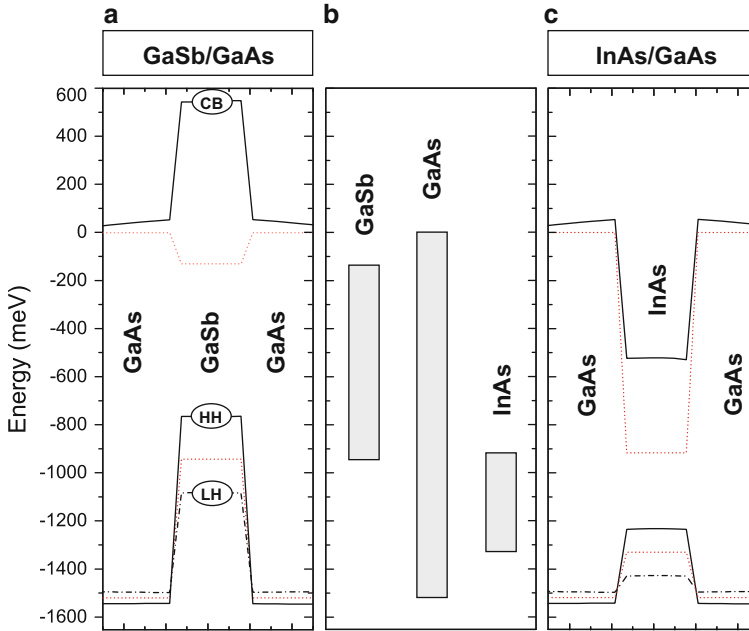 a
b
c
GaSb/GaAs
InAs/GaAs
Energy (meV)
600
400
200
0
-200
-400
-600
-800
-1000
-1200
-1400
-1600
CB
HH
LH
GaAs
GaSb
GaAs
GaSb
GaAs
InAs
GaAs
InAs
GaAs